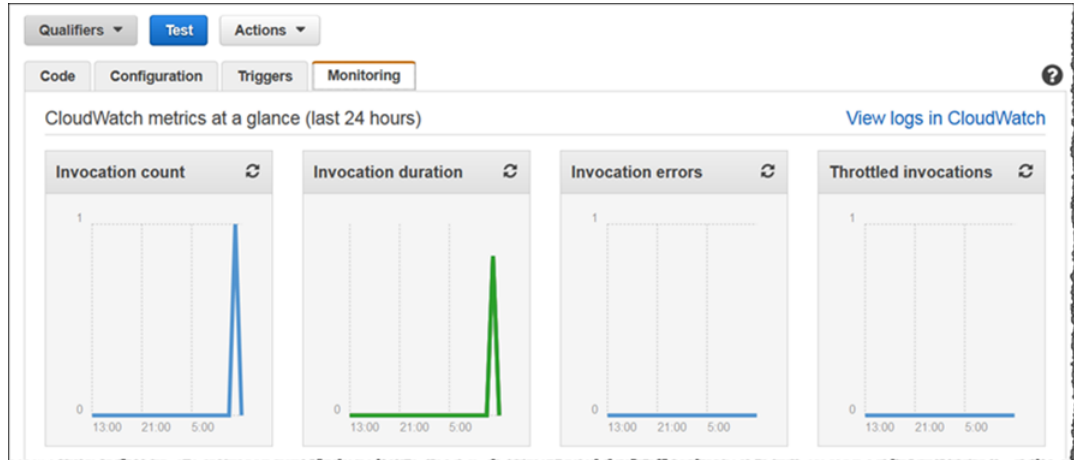 Qualifiers Test Actions
Code Configuration Triggers Monitoring ?
CloudWatch metrics at a glance (last 24 hours) View logs in CloudWatch
Invocation count Invocation duration Invocation errors Throttled invocations
1 1 1
0 0 0 0
13:00 21:00 5:00 13:00 21:00 5:00 13:00 21:00 5:00 13:00 21:00 5:00